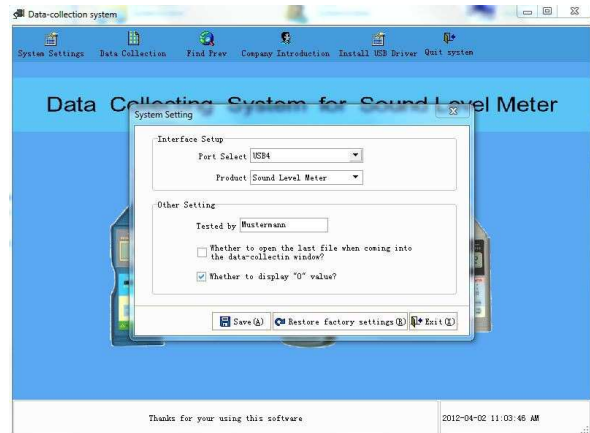 Data-collection system
System Settings Data Collection Find Prev Company Introduction Install USB Driver Quit system
Data Collecting System for Sound Level Meter
System Setting
Interface Setup
Port Select USB4
Product Sound Level Meter
Other Setting
Tested by Mustermann
Whether to open the last file when coming into
the data-collectin window?
Whether to display "0" value?
Save(A) Restore factory settings(R) Exit(X)
Thanks for your using this software 2012-04-02 11:03:46 AM